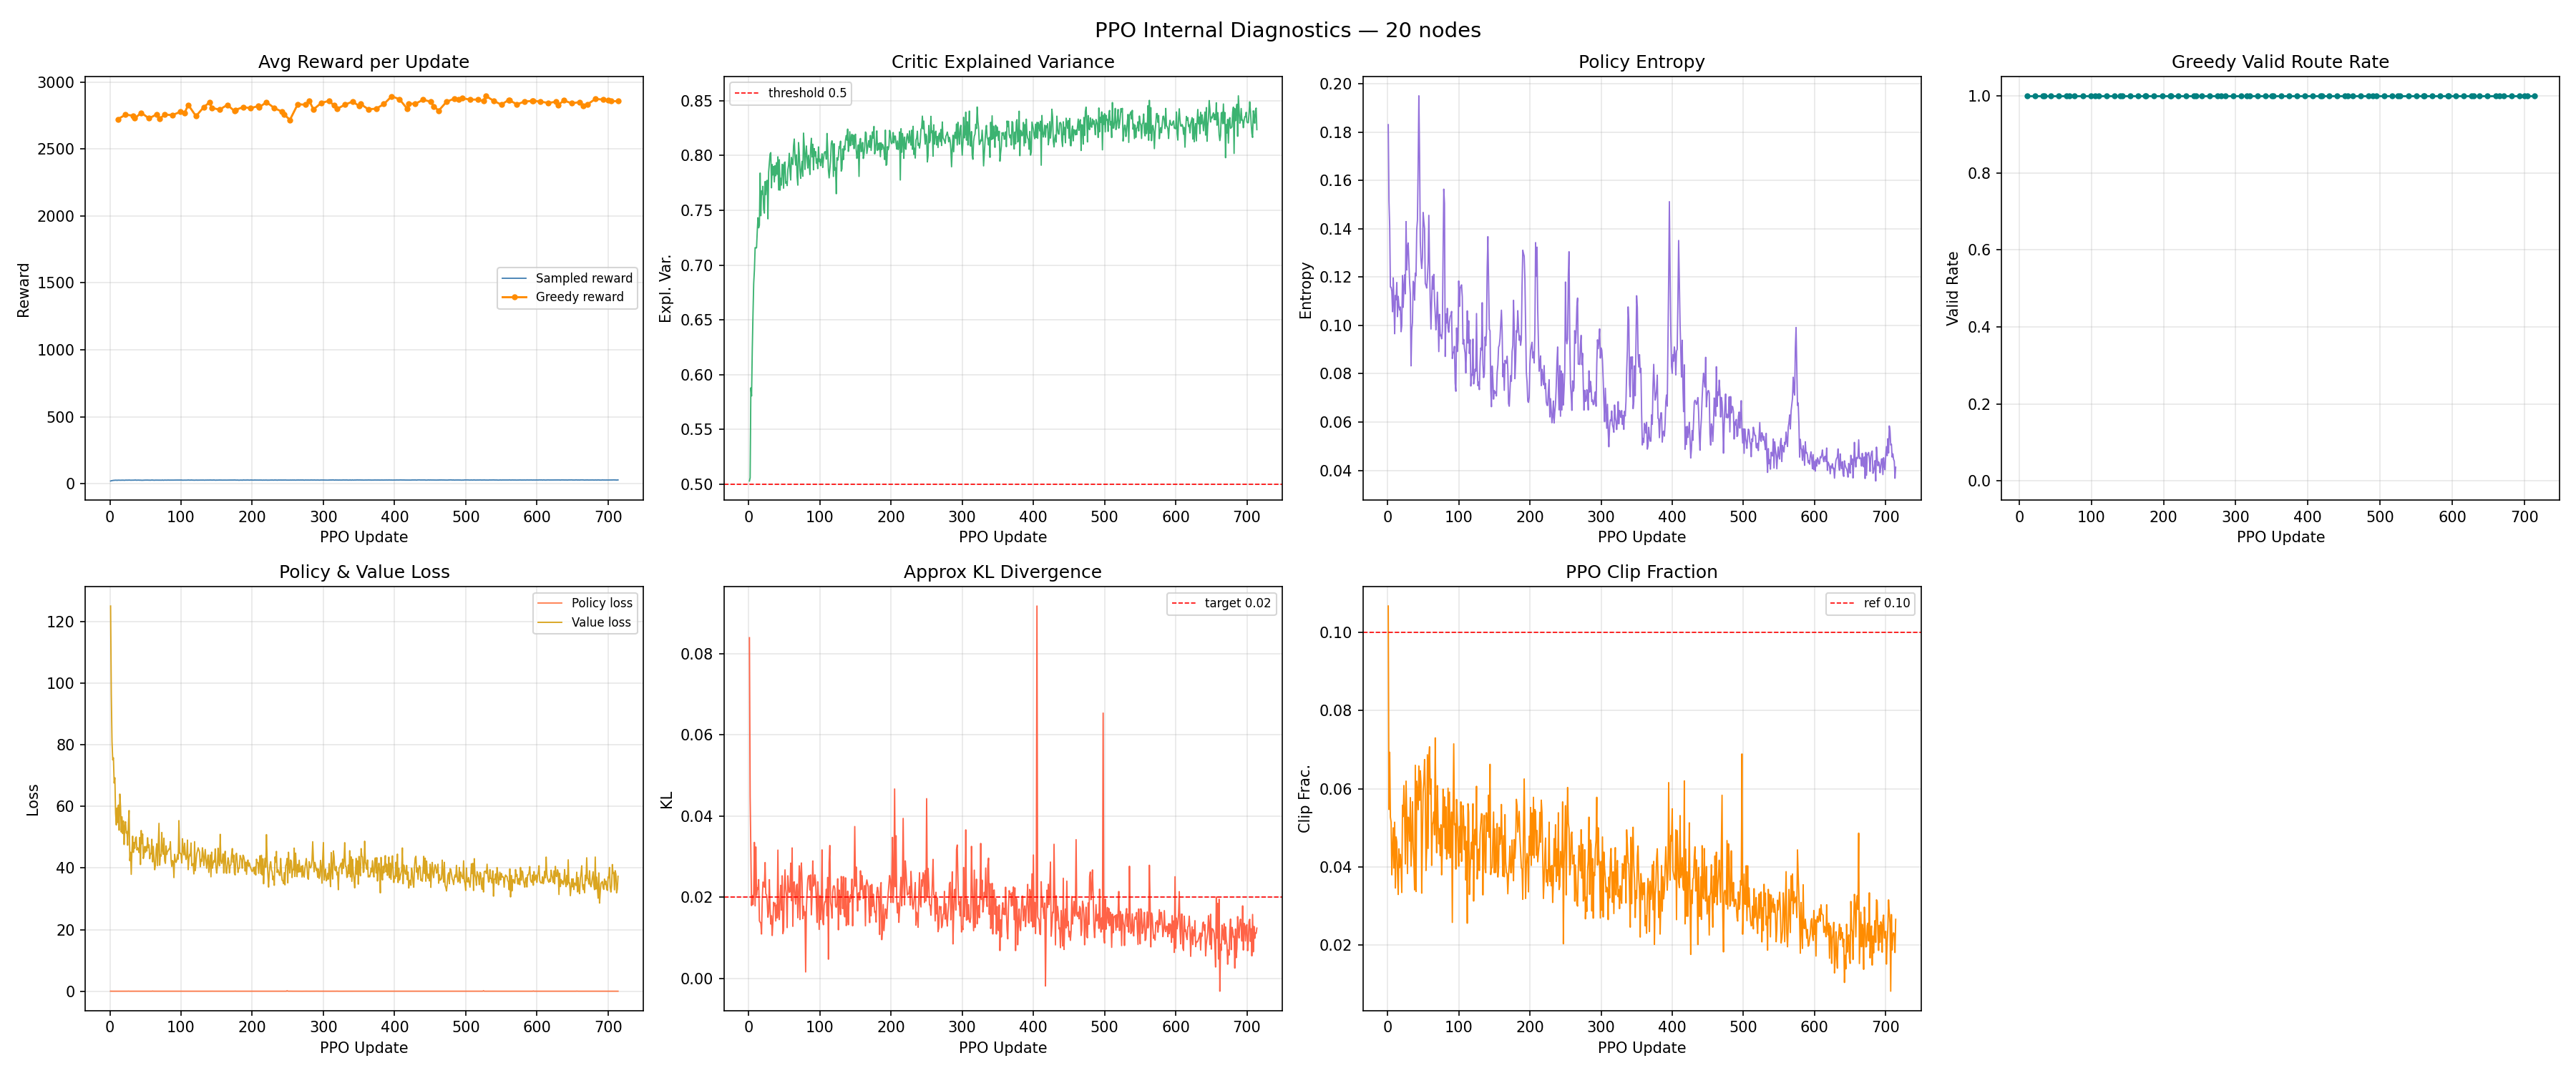 PPO Internal Diagnostics — 20 nodes
Avg Reward per Update
3000
2500
2000
1500
1000
500
0
Reward
Sampled reward
Greedy reward
0 100 200 300 400 500 600 700
PPO Update
Critic Explained Variance
threshold 0.5
0.85
0.80
0.75
0.70
0.65
0.60
0.55
0.50
Expl. Var.
0 100 200 300 400 500 600 700
PPO Update
Policy Entropy
0.20
0.18
0.16
0.14
0.12
0.10
0.08
0.06
0.04
Entropy
0 100 200 300 400 500 600 700
PPO Update
Greedy Valid Route Rate
1.0
0.8
0.6
0.4
0.2
0.0
Valid Rate
0 100 200 300 400 500 600 700
PPO Update
Policy & Value Loss
Policy loss
Value loss
120
100
80
60
40
20
0
Loss
0 100 200 300 400 500 600 700
PPO Update
Approx KL Divergence
target 0.02
0.08
0.06
0.04
0.02
0.00
KL
0 100 200 300 400 500 600 700
PPO Update
PPO Clip Fraction
ref 0.10
0.10
0.08
0.06
0.04
0.02
Clip Frac.
0 100 200 300 400 500 600 700
PPO Update